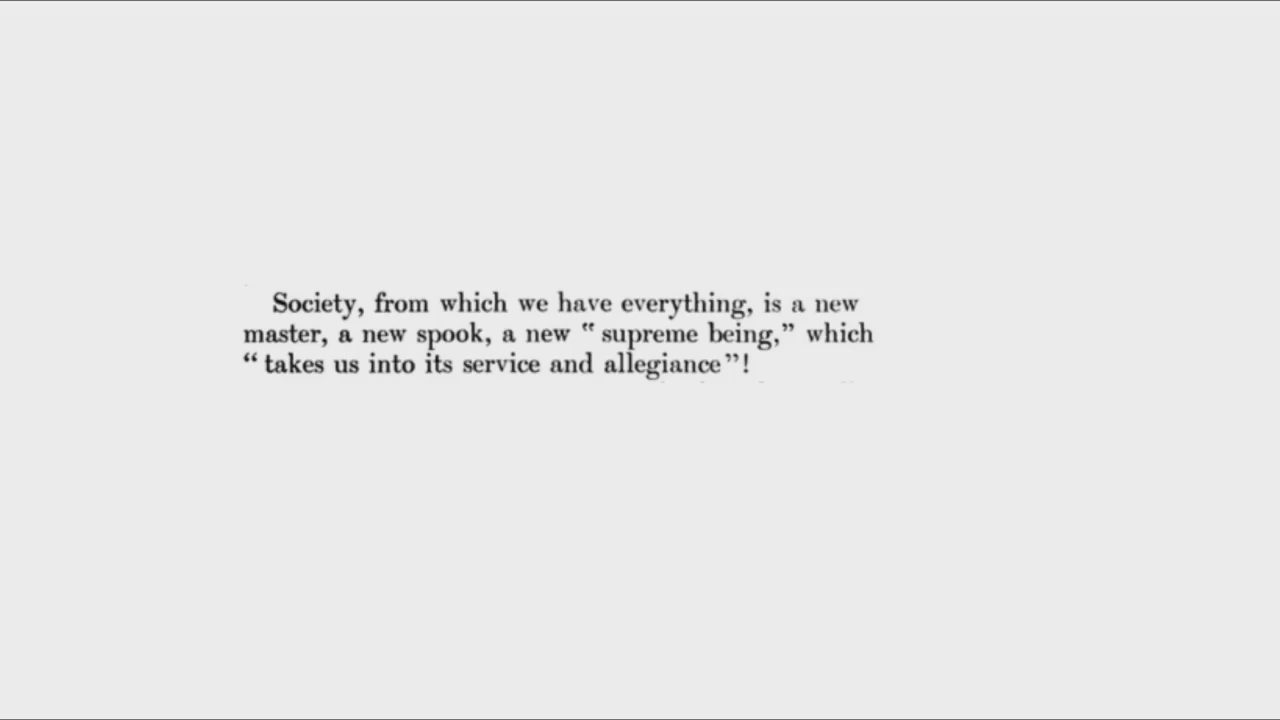 Society, from which we have everything, is a new
master, a new spook, a new “ supreme being,” which
“ takes us into its service and allegiance”!